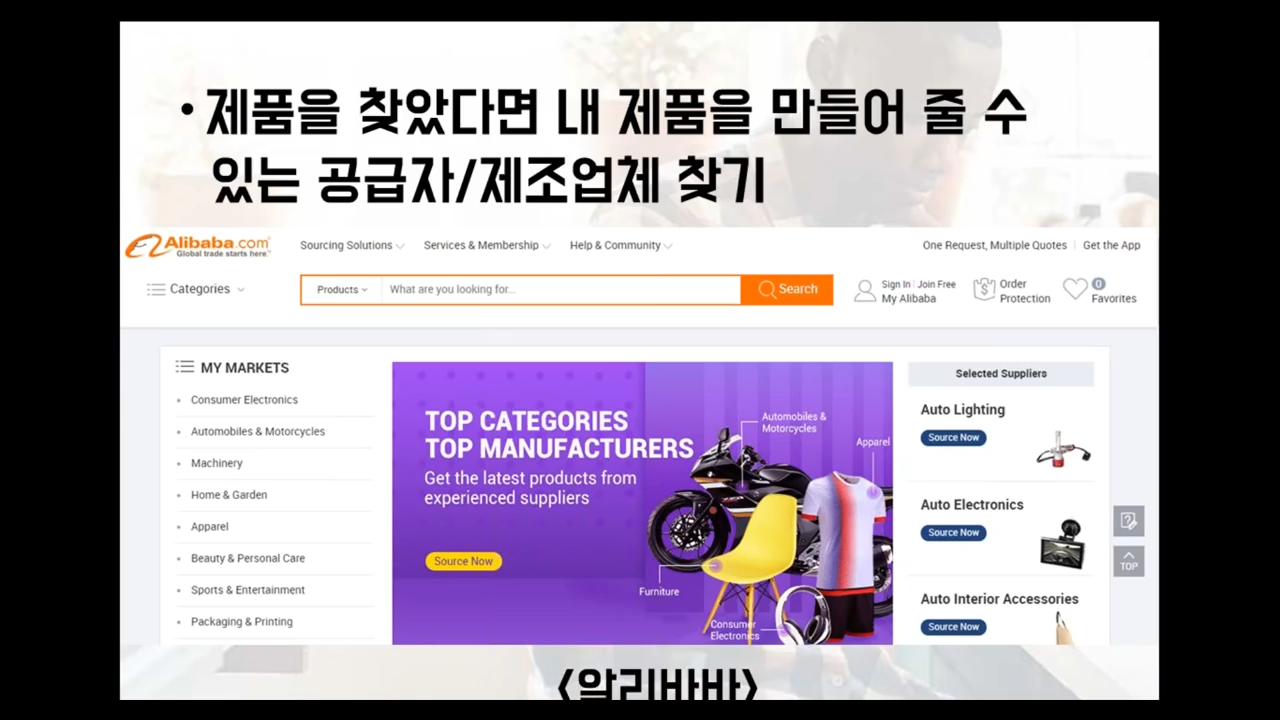 • 제품을 찾았다면 내 제품을 만들어 줄 수
있는 공급자/제조업체 찾기
Alibaba.com
Global trade starts here.™
Sourcing Solutions
Services & Membership
Help & Community
One Request, Multiple Quotes
Get the App
Categories
Products
What are you looking for...
Search
Sign In | Join Free
My Alibaba
Order
Protection
0
Favorites
MY MARKETS
Consumer Electronics
Automobiles & Motorcycles
Machinery
Home & Garden
Apparel
Beauty & Personal Care
Sports & Entertainment
Packaging & Printing
TOP CATEGORIES
TOP MANUFACTURERS
Get the latest products from
experienced suppliers
Source Now
Automobiles &
Motorcycles
Apparel
Furniture
Consumer
Electronics
Selected Suppliers
Auto Lighting
Source Now
Auto Electronics
Source Now
Auto Interior Accessories
Source Now
TOP
<알리바바>